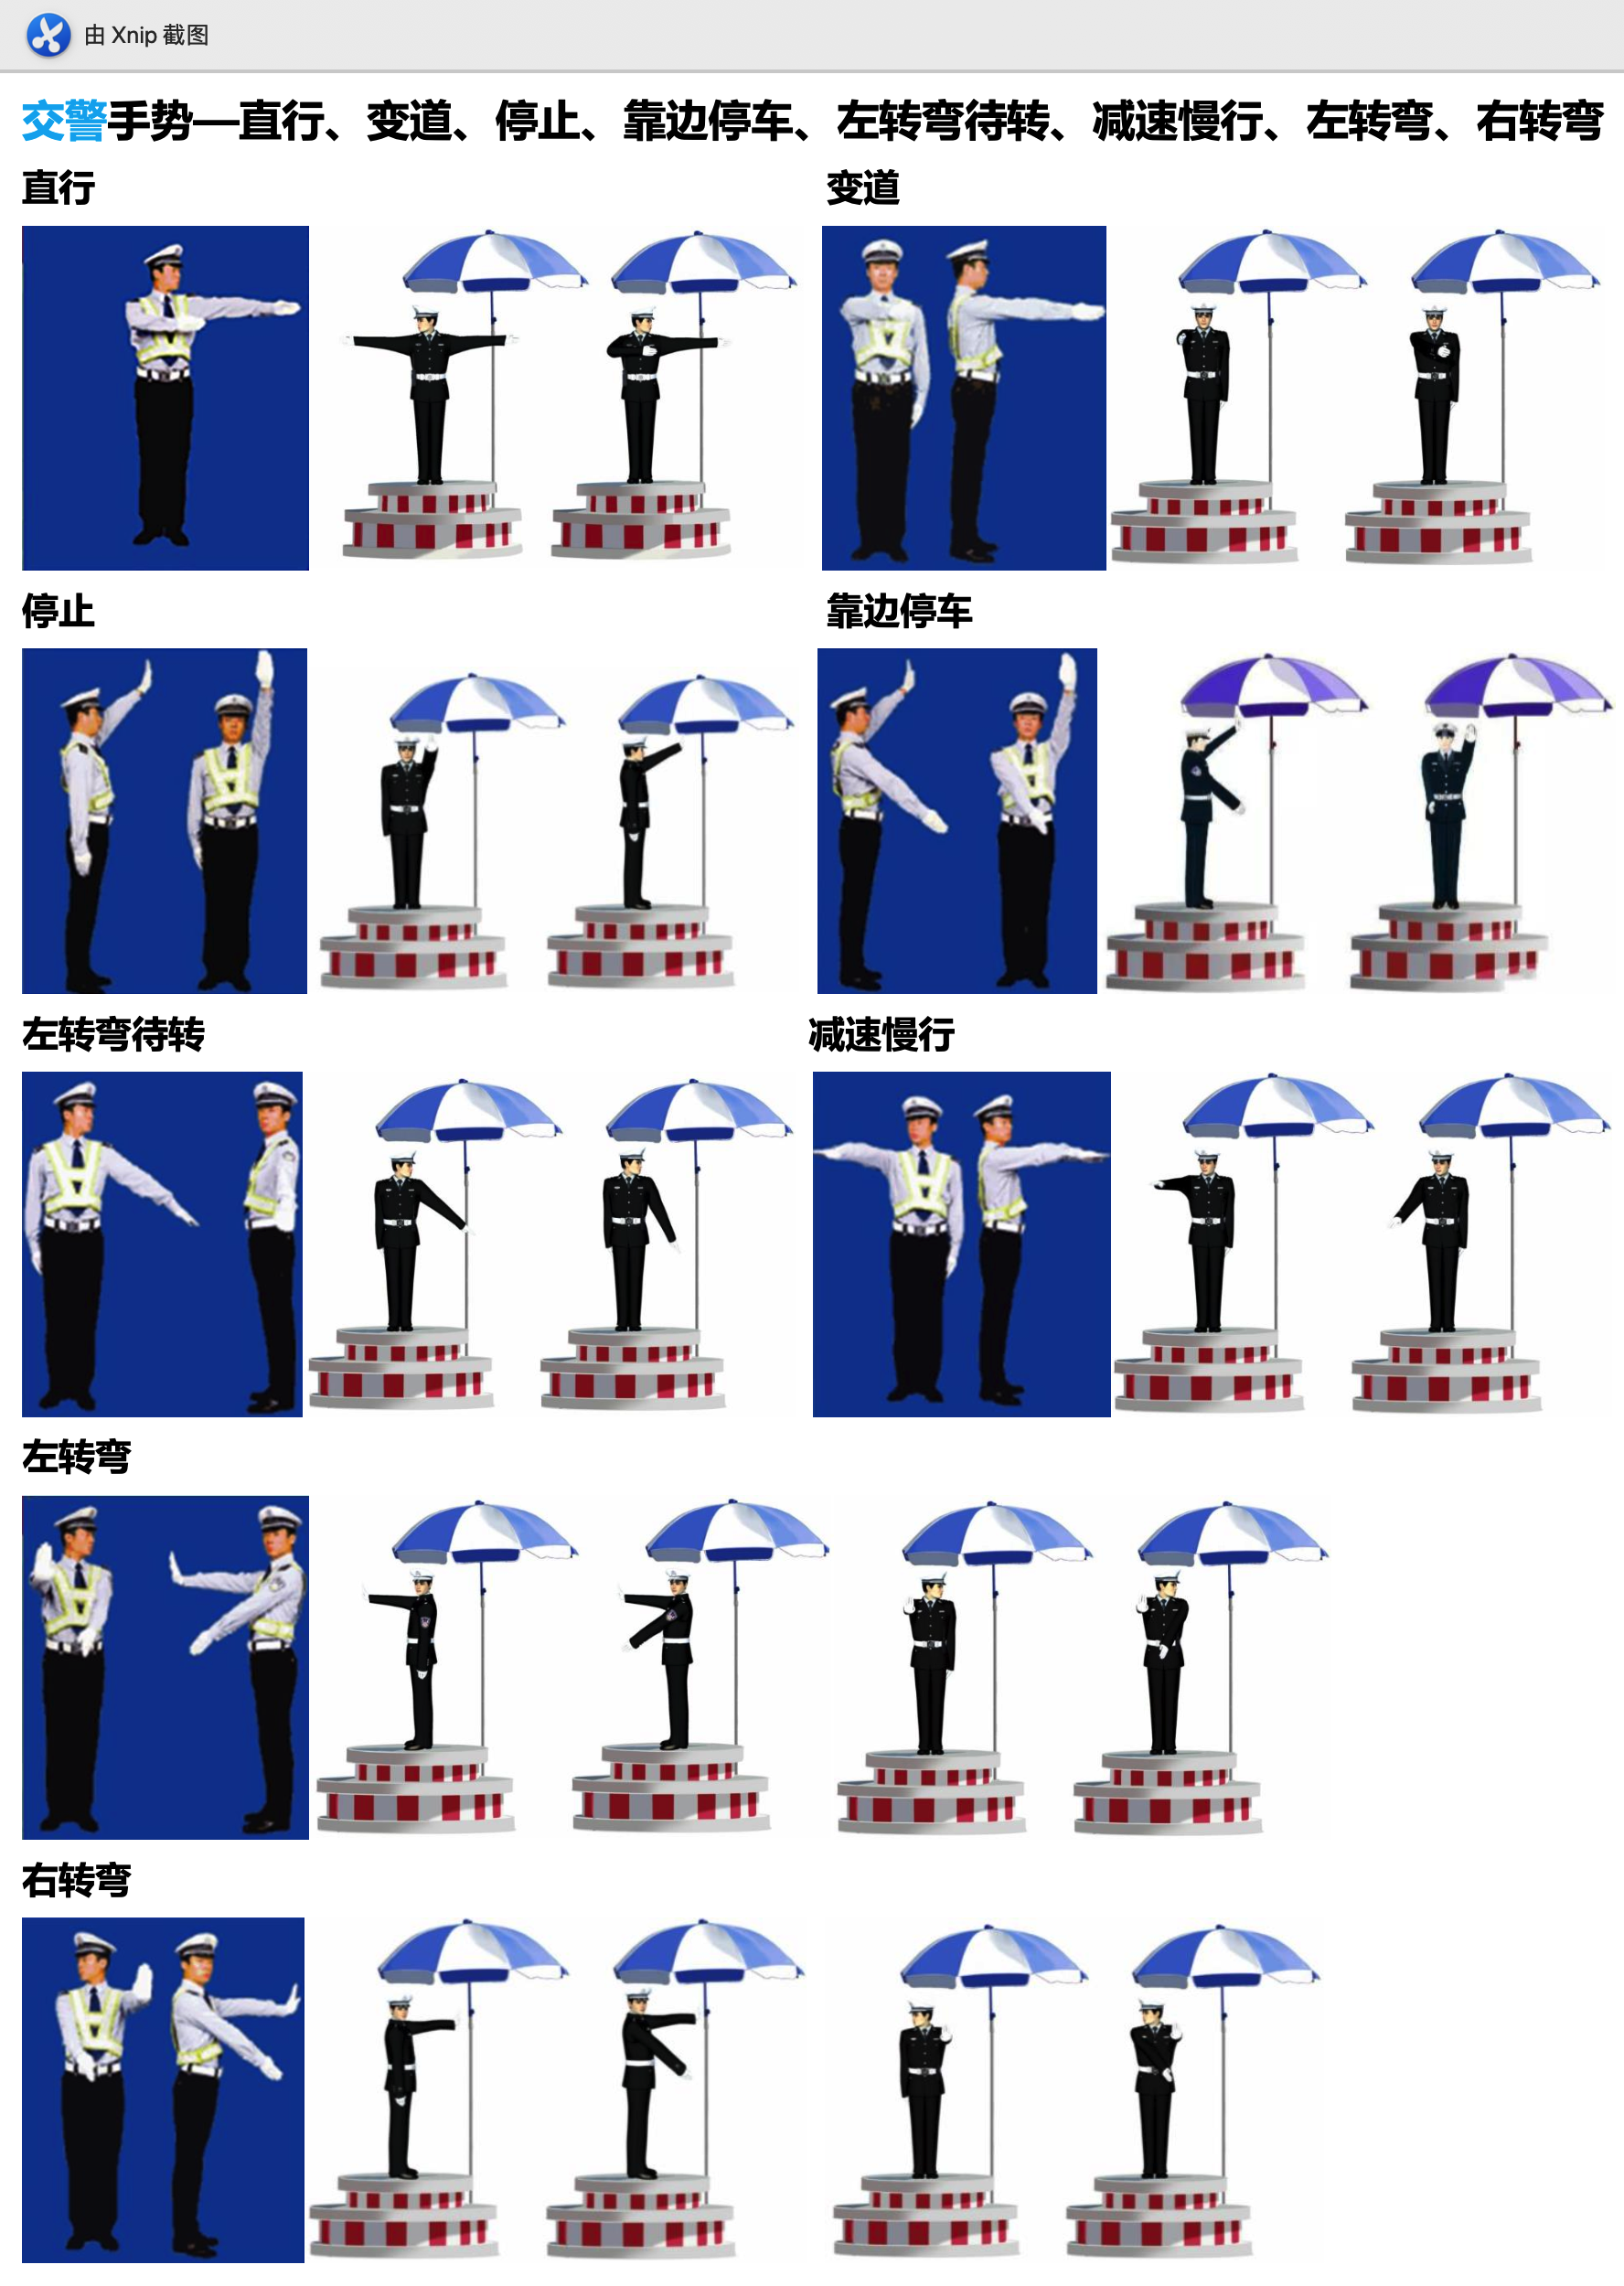 由 Xnip 截图
交警手势—直行、变道、停止、靠边停车、左转弯待转、减速慢行、左转弯、右转弯
直行
变道
停止
靠边停车
左转弯待转
减速慢行
左转弯
右转弯